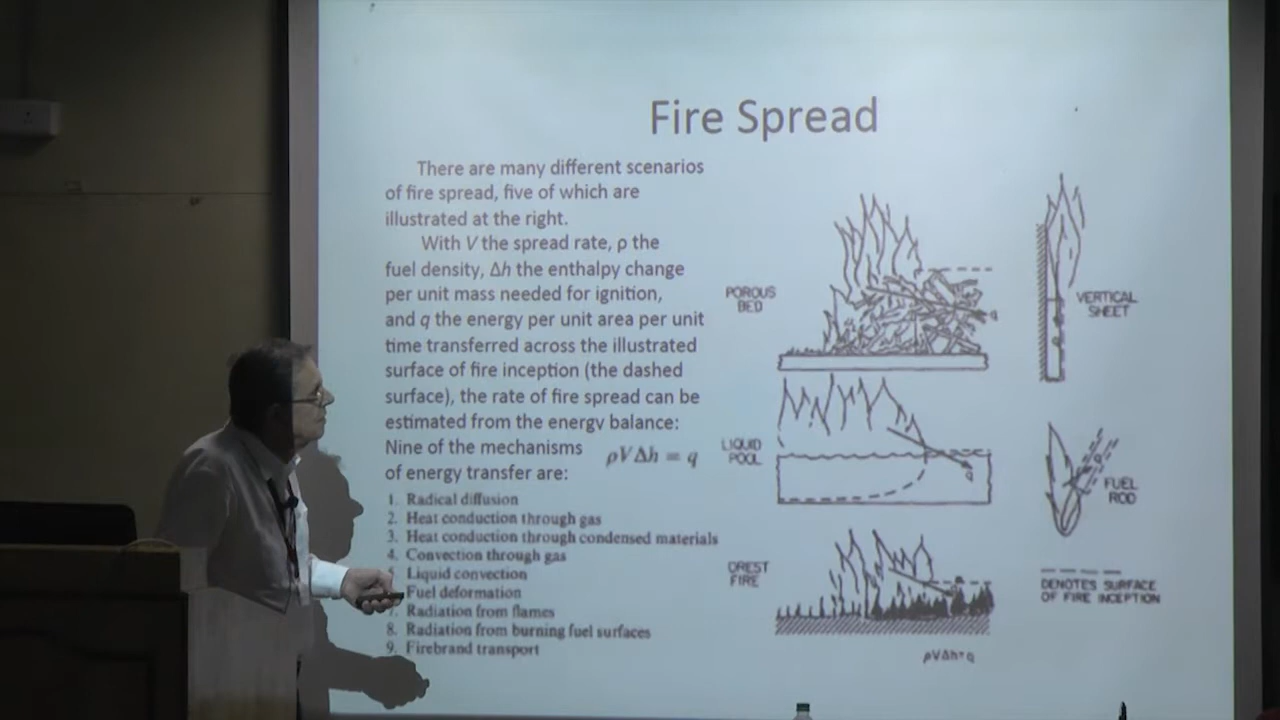 Fire Spread
There are many different scenarios
of fire spread, five of which are
illustrated at the right.
With V the spread rate, ρ the
fuel density, Δh the enthalpy change
per unit mass needed for ignition,
and q the energy per unit area per unit
time transferred across the illustrated
surface of fire inception (the dashed
surface), the rate of fire spread can be
estimated from the energy balance:
Nine of the mechanisms
of energy transfer are:
ρVΔh = q
1. Radical diffusion
2. Heat conduction through gas
3. Heat conduction through condensed materials
4. Convection through gas
Liquid convection
Fuel deformation
7. Radiation from flames
8. Radiation from burning fuel surfaces
9. Firebrand transport
POROUS
BED
q
VERTICAL
SHEET
LIQUID
POOL
q
FUEL
ROD
OREST
FIRE
DENOTES SURFACE
OF FIRE INCEPTION
ρVΔh=q